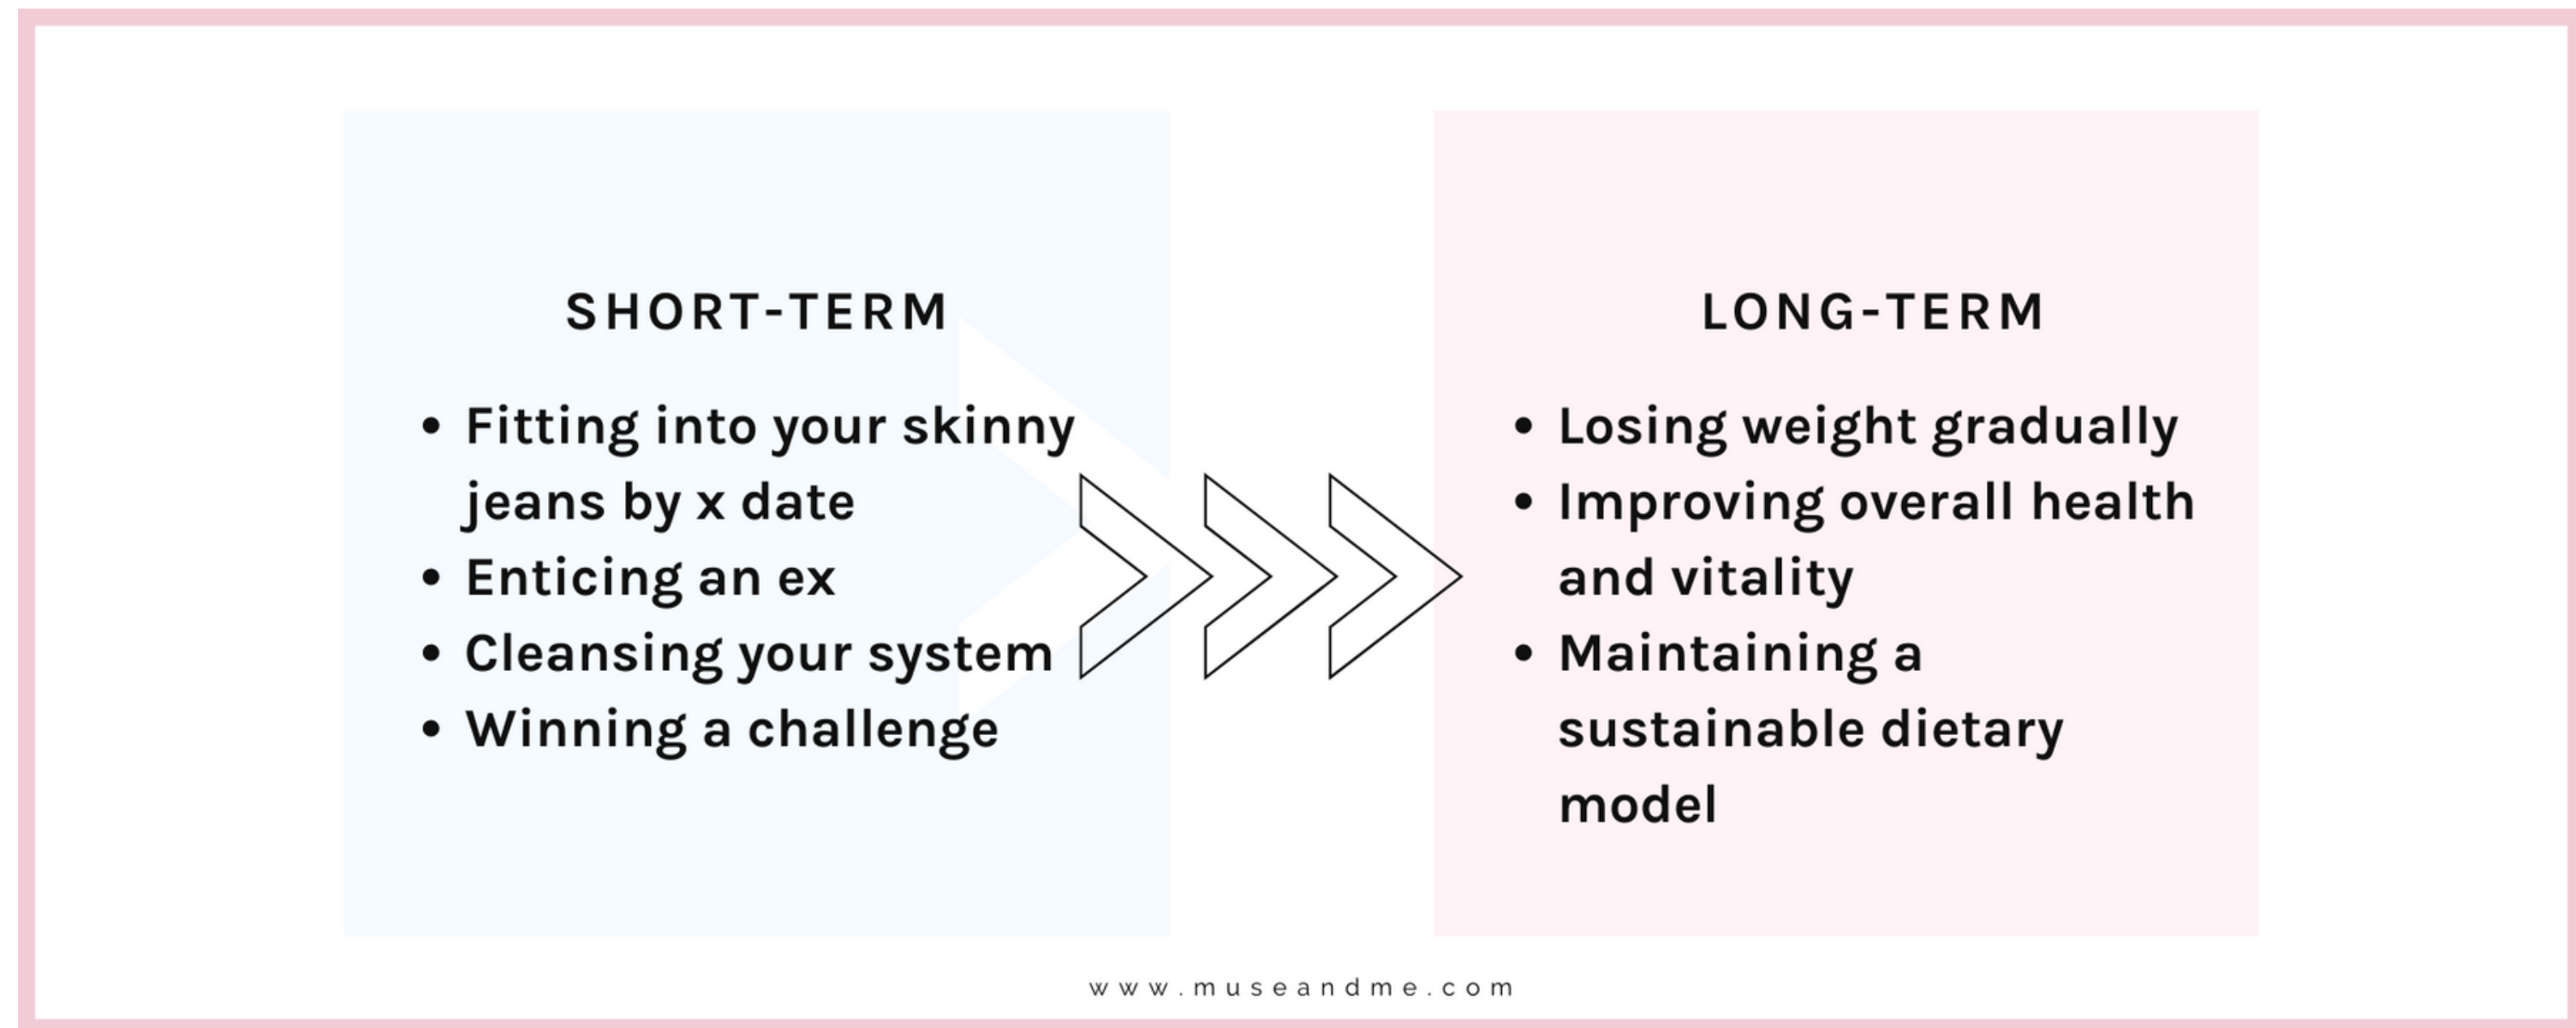 SHORT-TERM
• Fitting into your skinny
jeans by x date
• Enticing an ex
• Cleansing your system
• Winning a challenge
LONG-TERM
• Losing weight gradually
• Improving overall health
and vitality
• Maintaining a
sustainable dietary
model
www.museandme.com